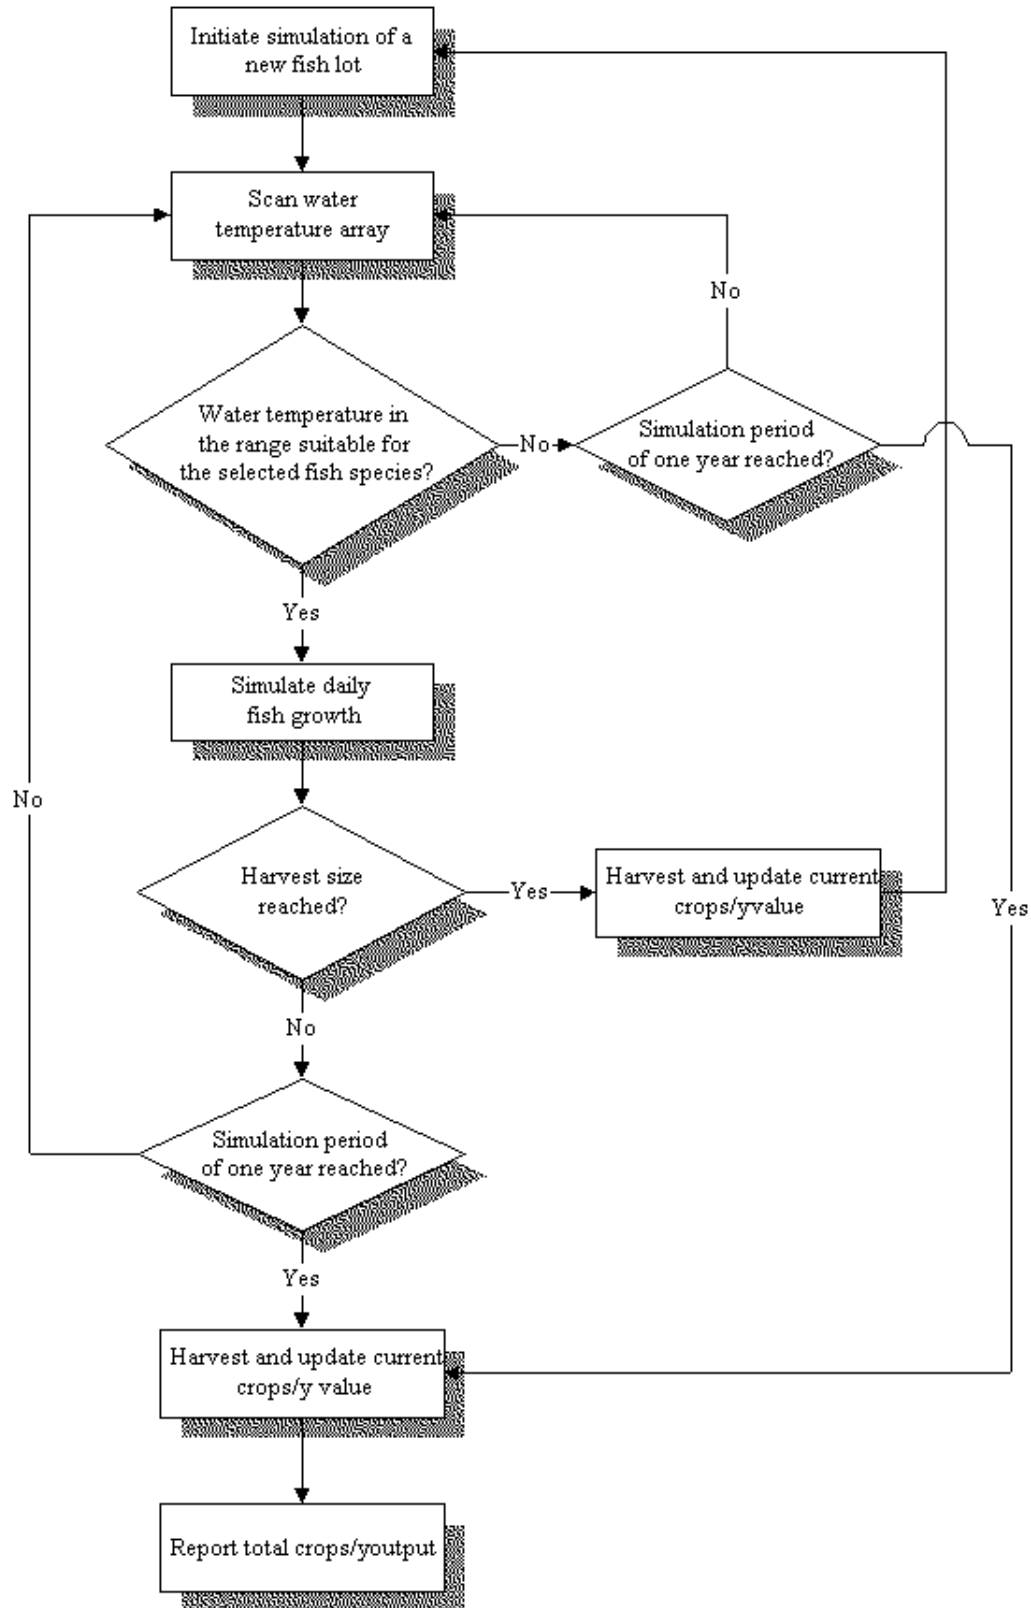 Initiate simulation of a
new fish lot
Scan water
temperature array
No
Water temperature in
the range suitable for
the selected fish species?
No
Simulation period
of one year reached?
Yes
Simulate daily
fish growth
No
Harvest size
reached?
Yes
Harvest and update current
crops/yvalue
Yes
No
Simulation period
of one year reached?
Yes
Harvest and update current
crops/y value
Report total crops/youtput